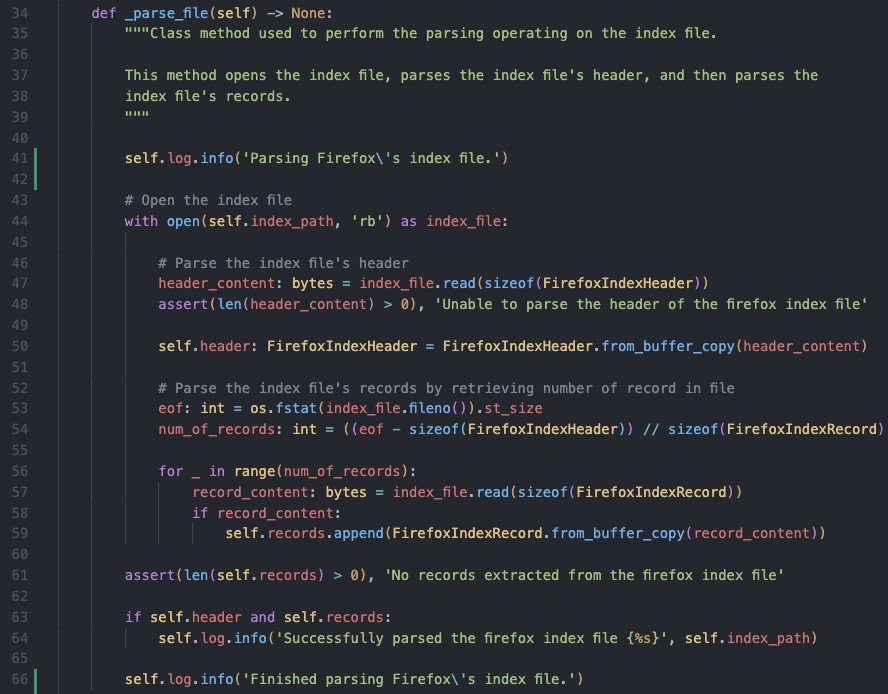 34 def _parse_file(self) -> None:
35 """Class method used to perform the parsing operating on the index file.
36
37 This method opens the index file, parses the index file's header, and then parses the
38 index file's records.
39 """
40
41 self.log.info('Parsing Firefox\'s index file.')
42
43 # Open the index file
44 with open(self.index_path, 'rb') as index_file:
45
46 # Parse the index file's header
47 header_content: bytes = index_file.read(sizeof(FirefoxIndexHeader))
48 assert(len(header_content) > 0), 'Unable to parse the header of the firefox index file'
49
50 self.header: FirefoxIndexHeader = FirefoxIndexHeader.from_buffer_copy(header_content)
51
52 # Parse the index file's records by retrieving number of record in file
53 eof: int = os.fstat(index_file.fileno()).st_size
54 num_of_records: int = ((eof - sizeof(FirefoxIndexHeader)) // sizeof(FirefoxIndexRecord)
55
56 for _ in range(num_of_records):
57 record_content: bytes = index_file.read(sizeof(FirefoxIndexRecord))
58 if record_content:
59 self.records.append(FirefoxIndexRecord.from_buffer_copy(record_content))
60
61 assert(len(self.records) > 0), 'No records extracted from the firefox index file'
62
63 if self.header and self.records:
64 self.log.info('Successfully parsed the firefox index file {%s}', self.index_path)
65
66 self.log.info('Finished parsing Firefox\'s index file.')